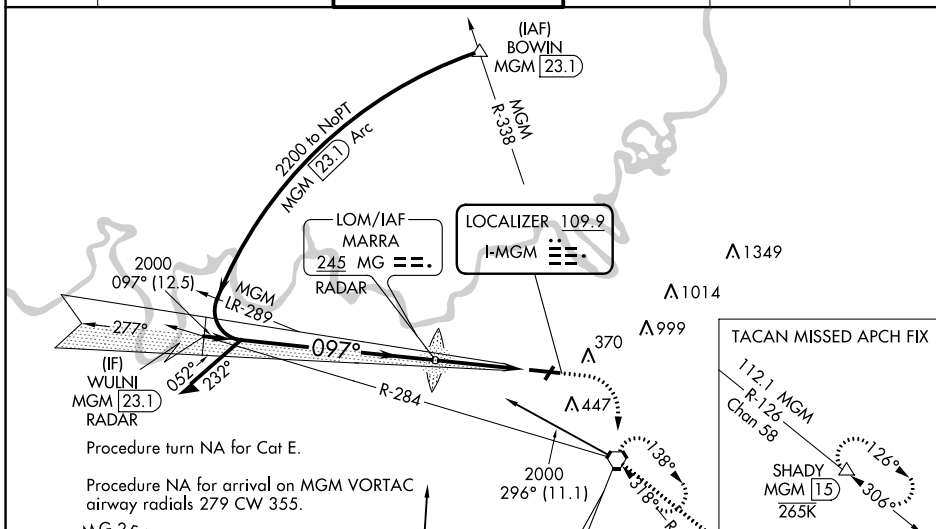 (IAF)
BOWIN
MGM 23.1
MGM
R-338
2200 to NoPT
MGM 23.1 Arc
LOM/IAF
MARRA
245 MG
RADAR
LOCALIZER 109.9
I-MGM
1349
1014
999
370
447
2000
097° (12.5)
MGM
LR-289
277°
097°
(IF)
WULNI
MGM 23.1
RADAR
052°
232°
R-284
2000
296° (11.1)
138°
318°
TACAN MISSED APCH FIX
112.1 MGM
R-126
Chan 58
SHADY
MGM 15
265K
126°
306°
Procedure turn NA for Cat E.
Procedure NA for arrival on MGM VORTAC
airway radials 279 CW 355.